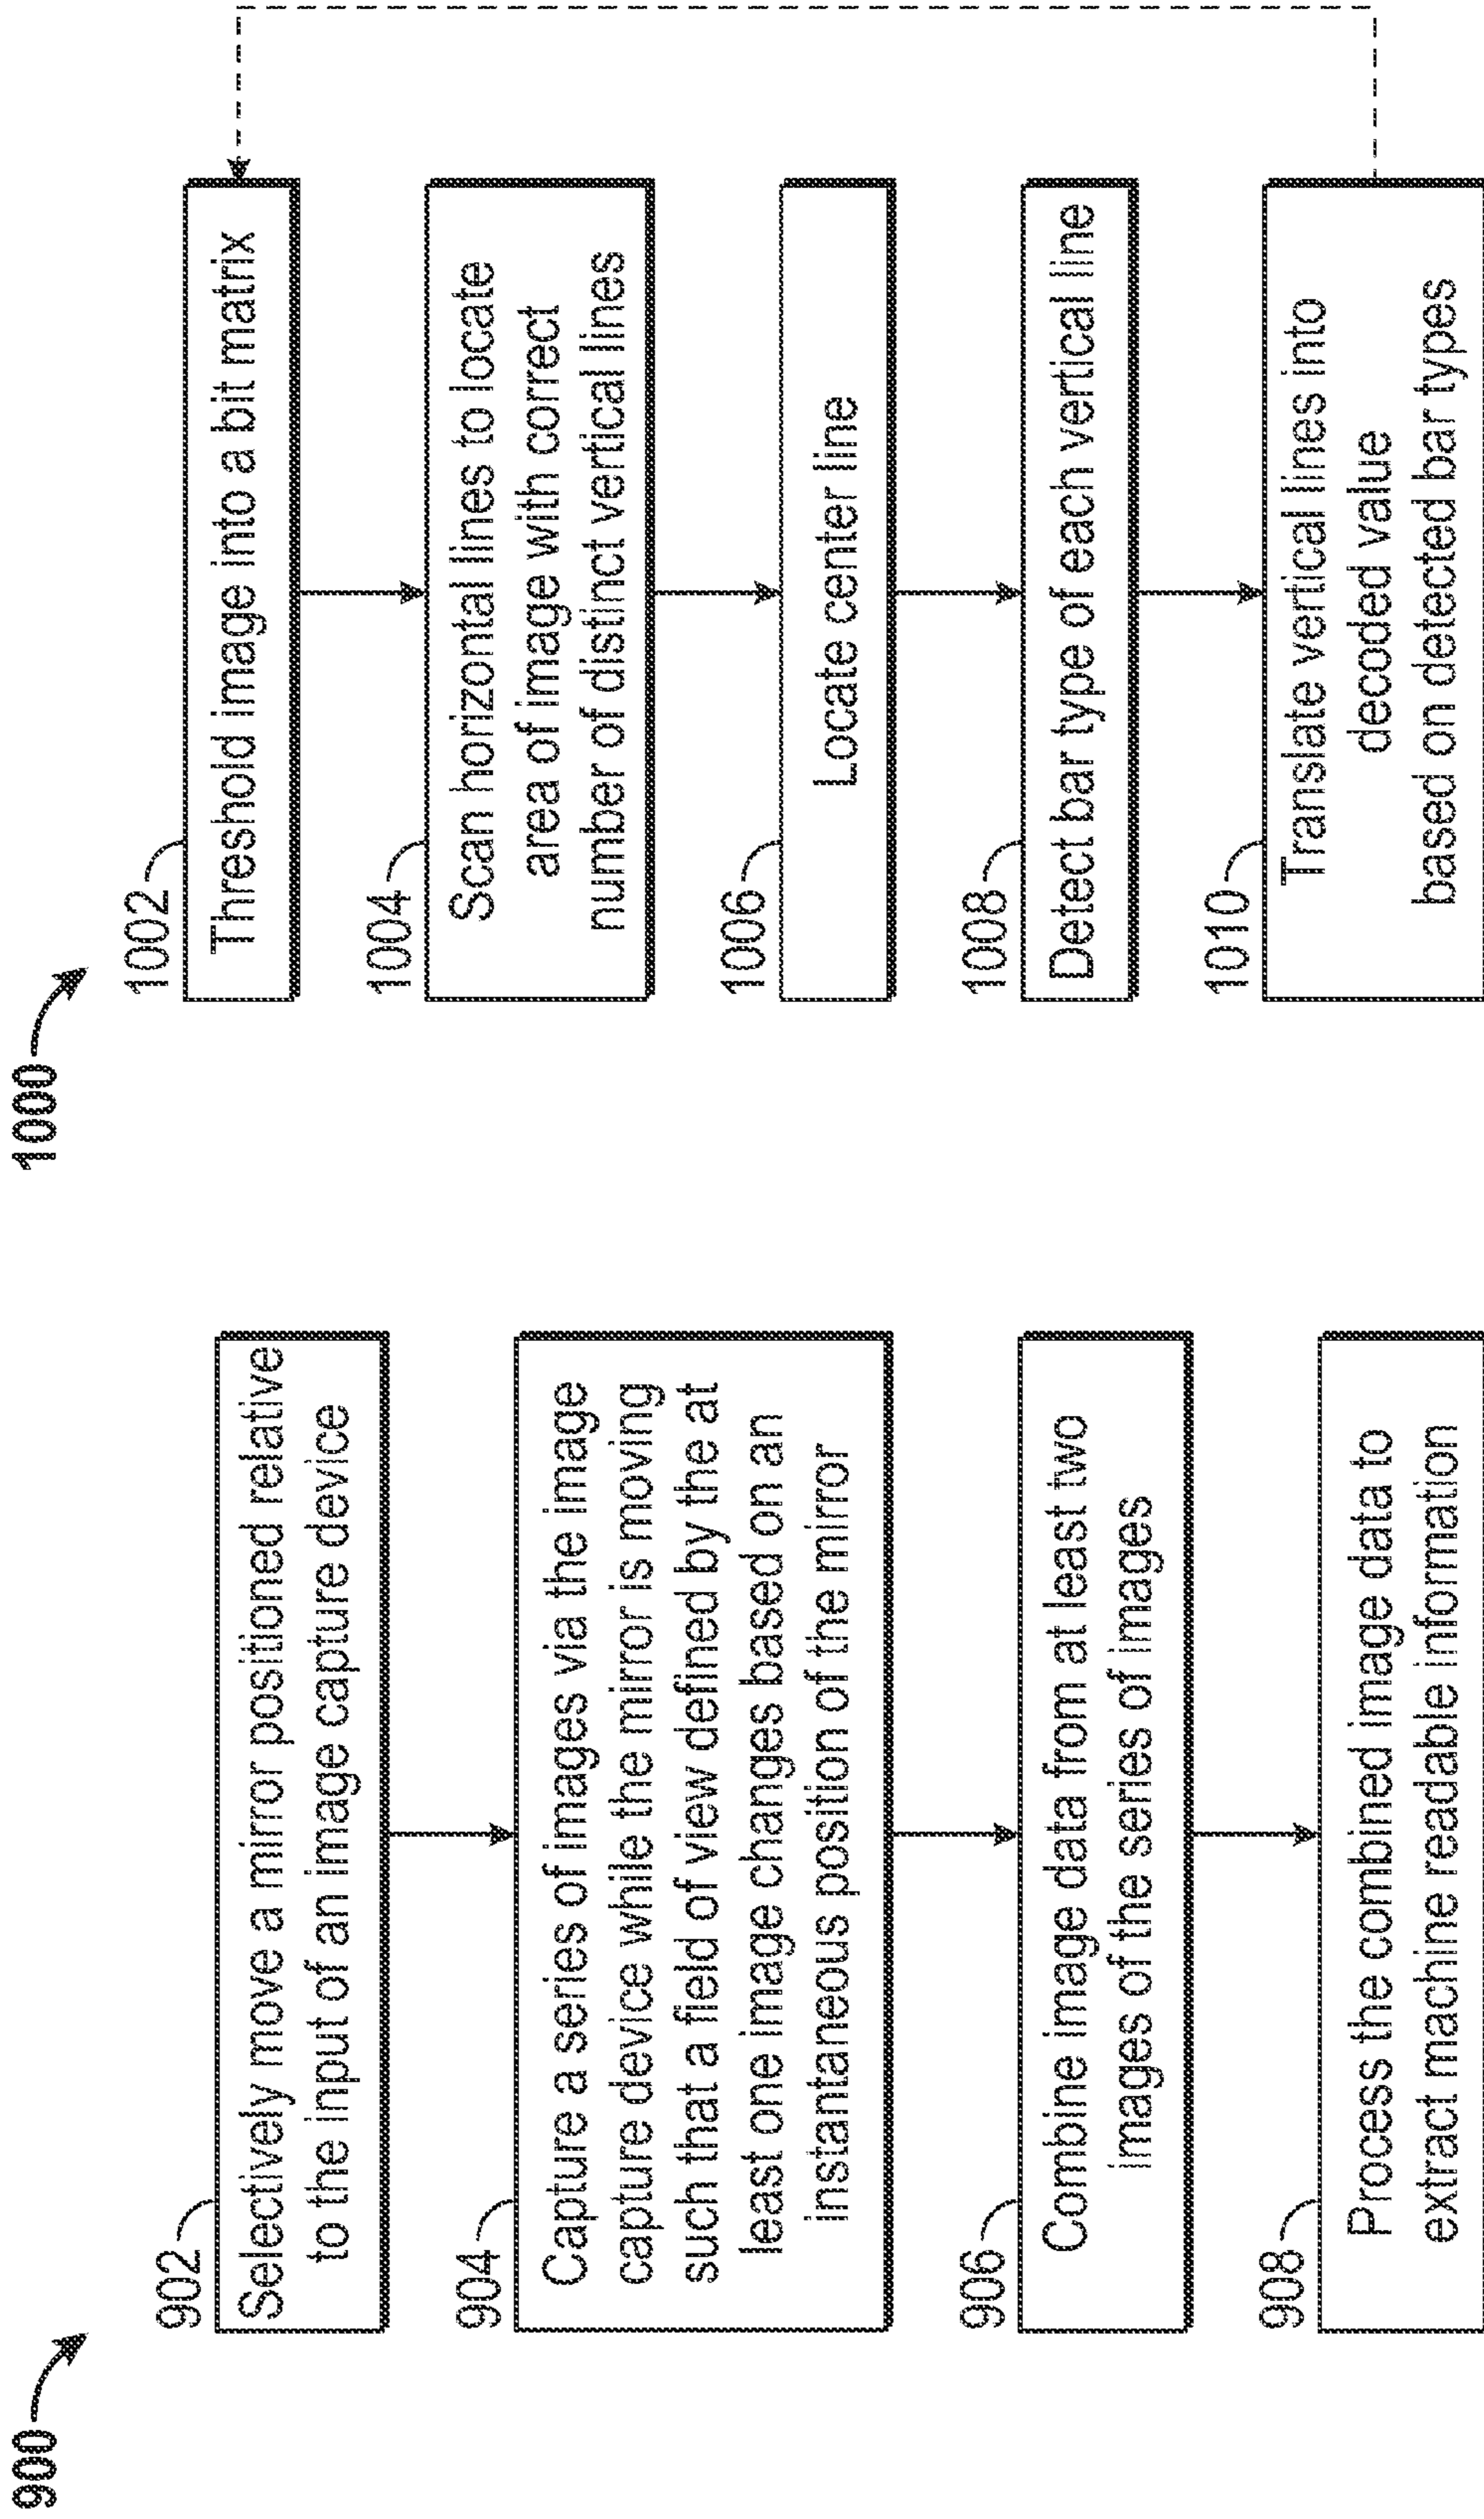 900
902
Selectively move a mirror positioned relative
to the input of an image capture device
904
Capture a series of images via the image
capture device while the mirror is moving
such that a field of view defined by the at
least one image changes based on an
instantaneous position of the mirror
906
Combine image data from at least two
images of the series of images
908
Process the combined image data to
extract machine readable information
1000
1002
Threshold image into a bit matrix
1004
Scan horizontal lines to locate
area of image with correct
number of distinct vertical lines
1006
Locate center line
1008
Detect bar type of each vertical line
1010
Translate vertical lines into
decoded value
based on detected bar types